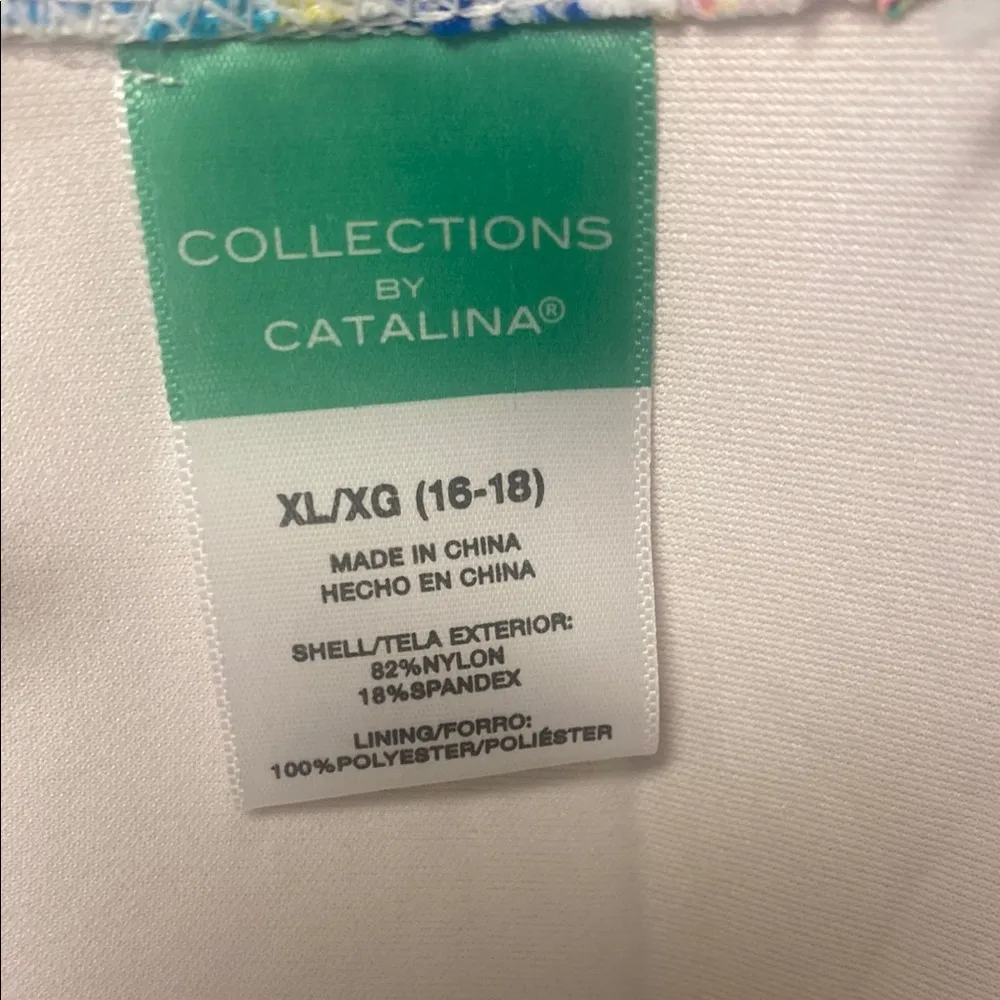 COLLECTIONS
BY
CATALINA®
XL/XG (16-18)
MADE IN CHINA
HECHO EN CHINA
SHELL/TELA EXTERIOR:
82%NYLON
18%SPANDEX
LINING/FORRO:
100%POLYESTER/POLIÉSTER